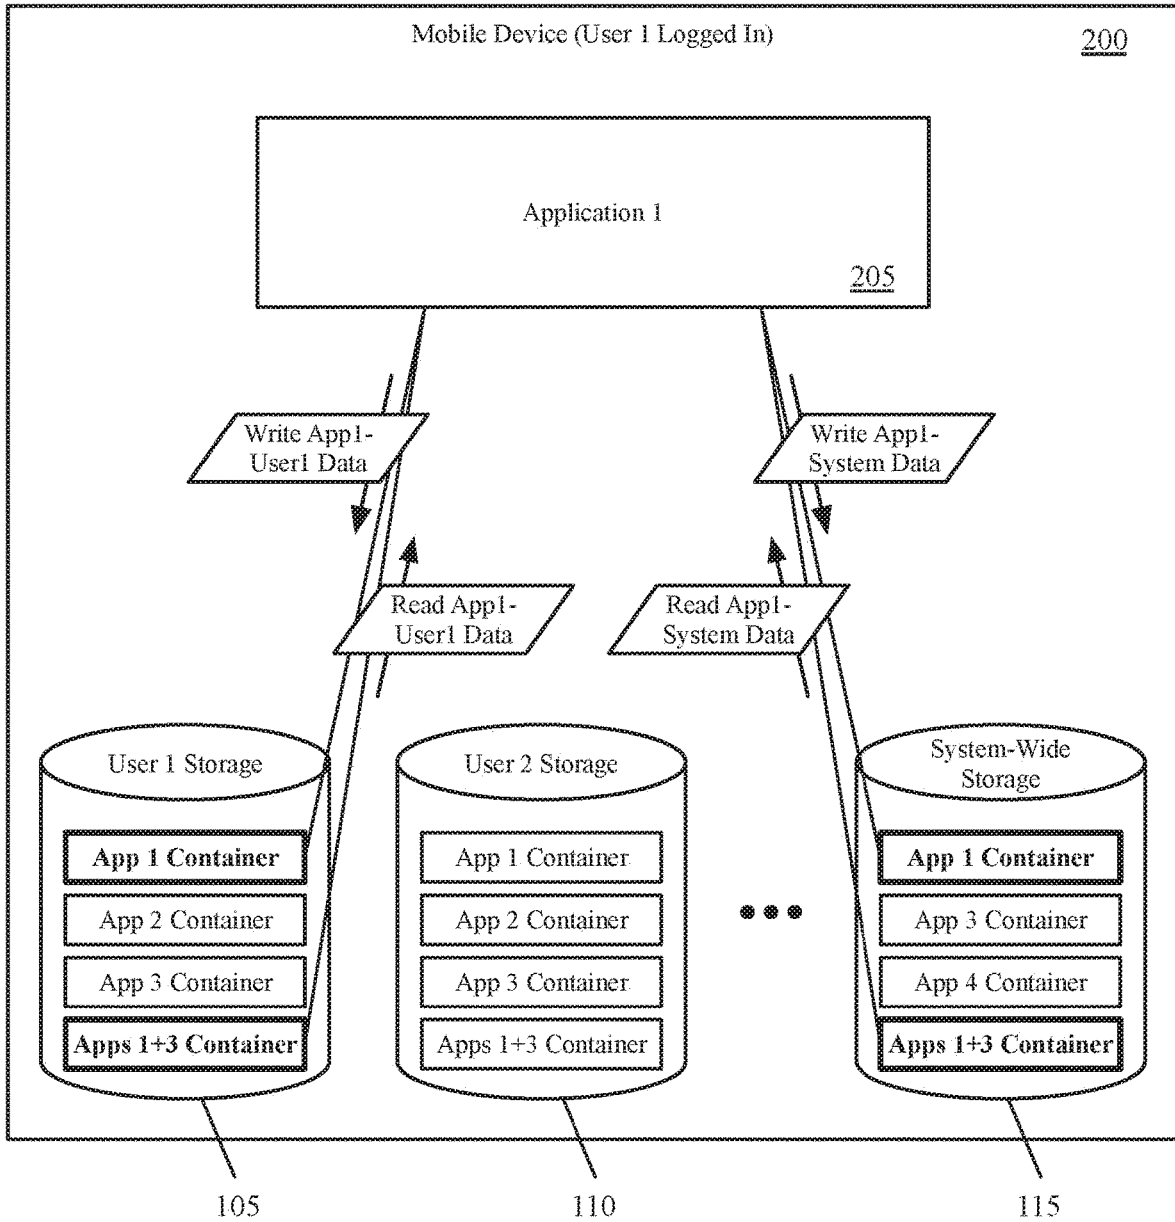 Mobile Device (User 1 Logged In)
200
Application 1
205
Write App1-
User1 Data
Write App1-
System Data
Read App1-
User1 Data
Read App1-
System Data
User 1 Storage
App 1 Container
App 2 Container
App 3 Container
Apps 1+3 Container
User 2 Storage
App 1 Container
App 2 Container
App 3 Container
Apps 1+3 Container
System-Wide
Storage
App 1 Container
App 3 Container
App 4 Container
Apps 1+3 Container
105
110
115